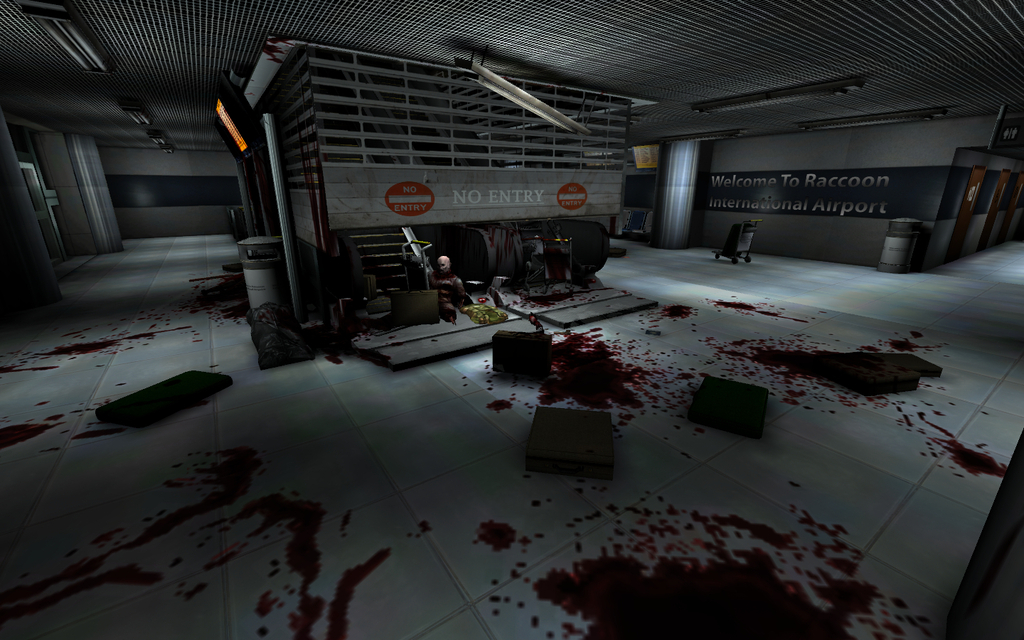 NO
ENTRY
NO ENTRY
NO
ENTRY
Welcome To Raccoon
International Airport